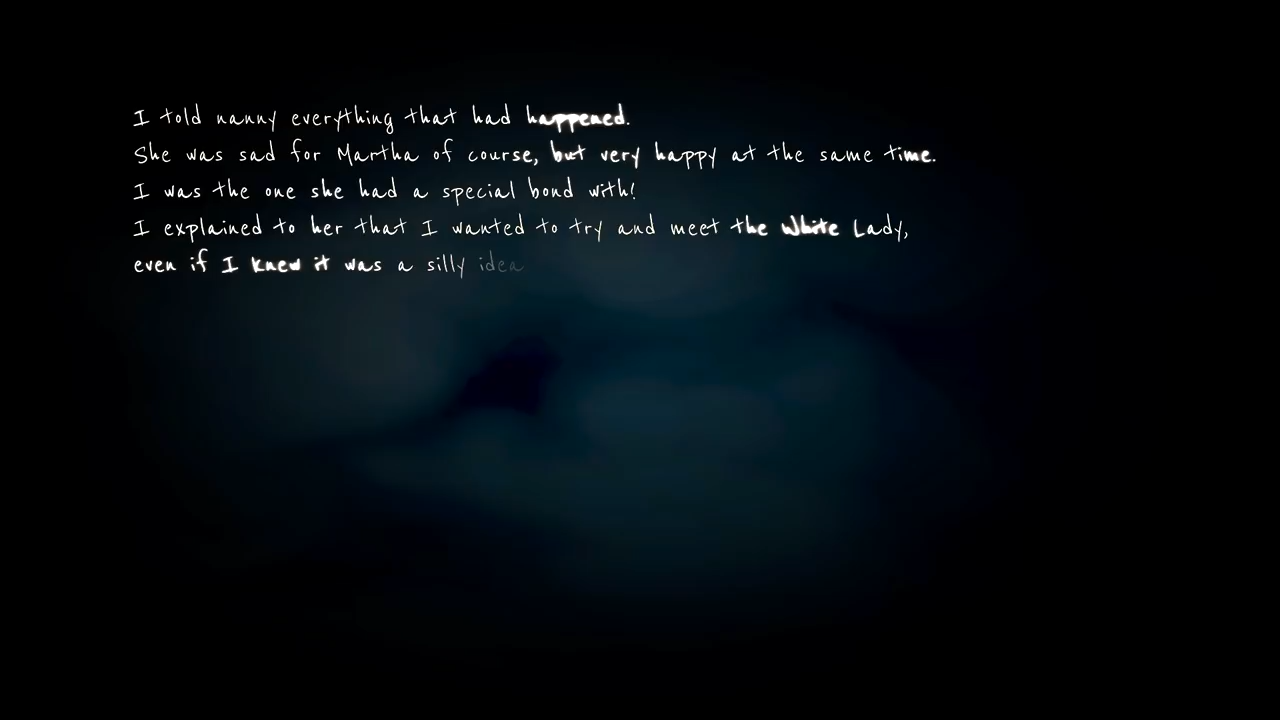 I told nanny everything that had happened.
She was sad for Martha of course, but very happy at the same time.
I was the one she had a special bond with!
I explained to her that I wanted to try and meet the White Lady,
even if I knew it was a silly idea